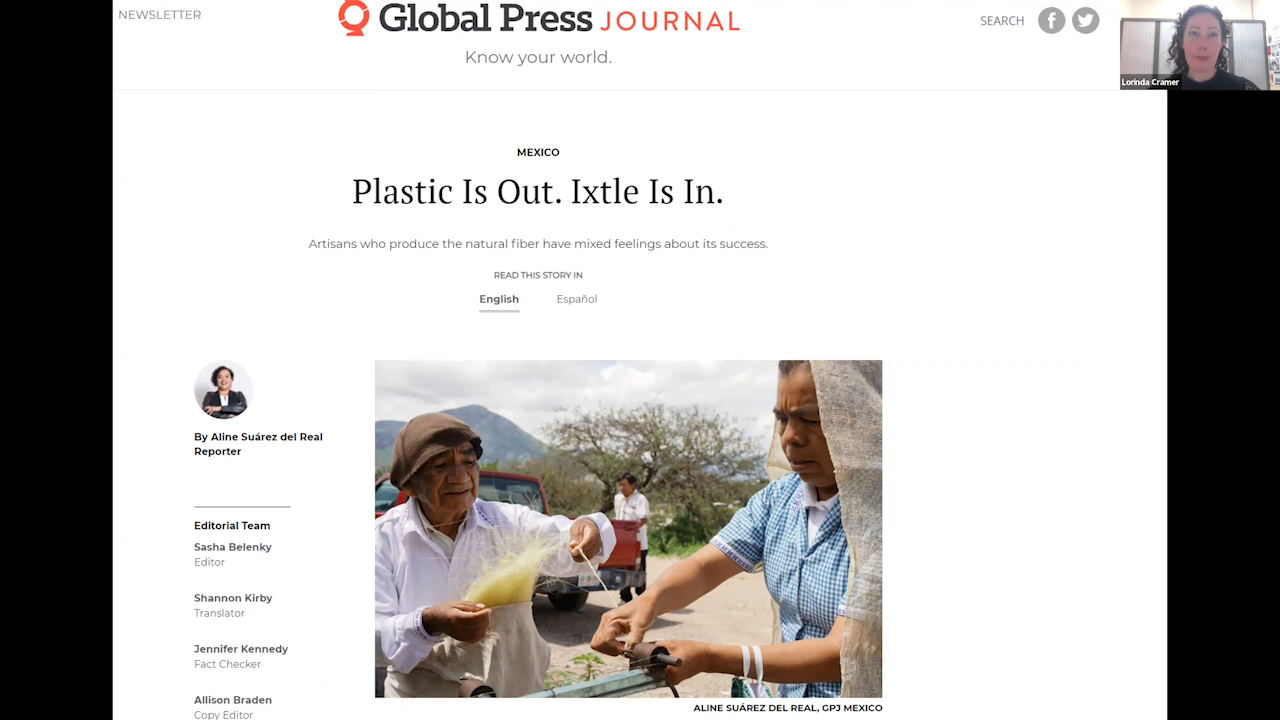 NEWSLETTER
Global Press JOURNAL
SEARCH
Know your world.
Lorinda Cramer
MEXICO
Plastic Is Out. Ixtle Is In.
Artisans who produce the natural fiber have mixed feelings about its success.
READ THIS STORY IN
English Español
By Aline Suárez del Real
Reporter
Editorial Team
Sasha Belenky
Editor
Shannon Kirby
Translator
Jennifer Kennedy
Fact Checker
Allison Braden
Copy Editor
ALINE SUÁREZ DEL REAL, GPJ MEXICO